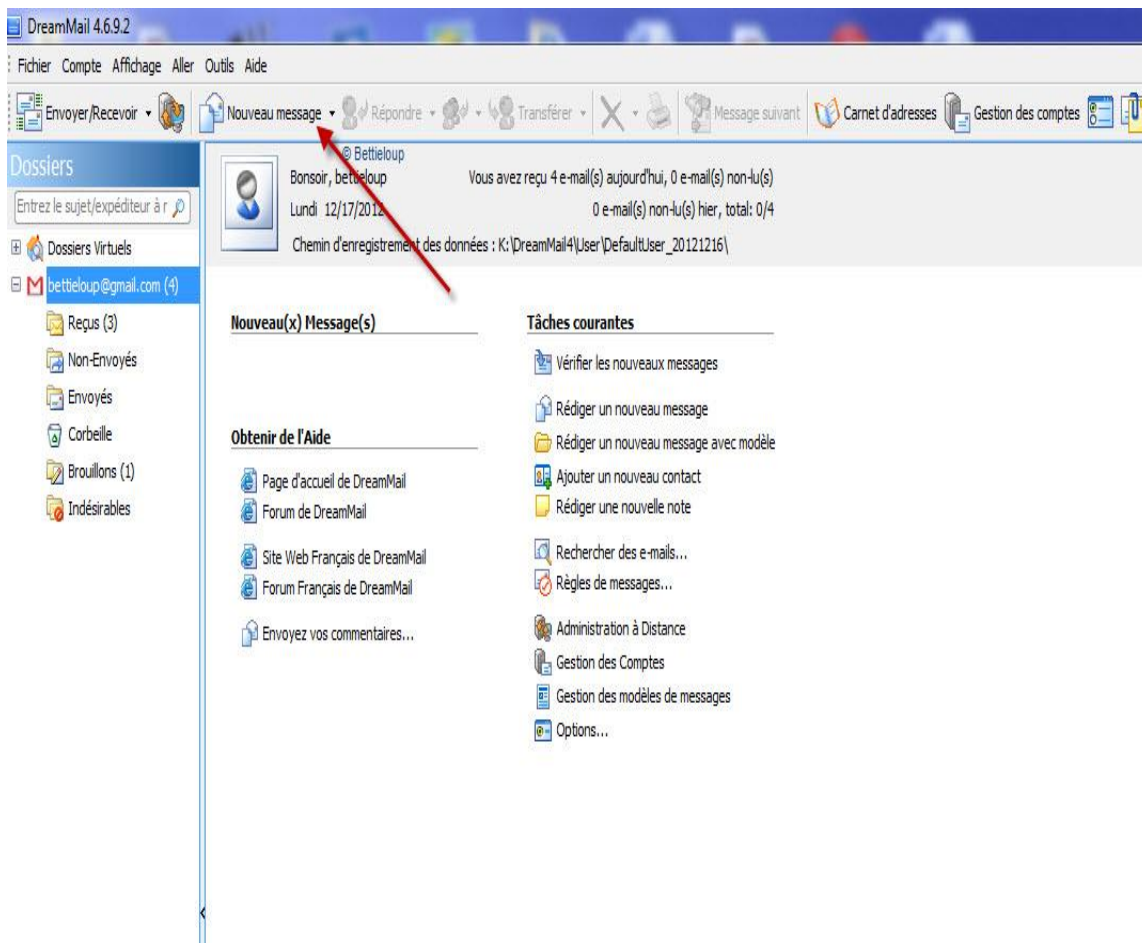 DreamMail 4.6.9.2
Fichier Compte Affichage Aller Outils Aide
Envoyer/Recevoir Nouveau message Répondre Transférer Message suivant Carnet d'adresses Gestion des comptes
Dossiers
Entrez le sujet/expéditeur à r
Dossiers Virtuels
bettieloup@gmail.com (4)
Reçus (3)
Non-Envoyés
Envoyés
Corbeille
Brouillons (1)
Indésirables
© Bettieloup
Bonsoir, bettieloup Vous avez reçu 4 e-mail(s) aujourd'hui, 0 e-mail(s) non-lu(s)
Lundi 12/17/2012 0 e-mail(s) non-lu(s) hier, total: 0/4
Chemin d'enregistrement des données : K:\DreamMail4\User\DefaultUser_20121216\
Nouveau(x) Message(s)
Obtenir de l'Aide
Page d'accueil de DreamMail
Forum de DreamMail
Site Web Français de DreamMail
Forum Français de DreamMail
Envoyez vos commentaires...
Tâches courantes
Vérifier les nouveaux messages
Rédiger un nouveau message
Rédiger un nouveau message avec modèle
Ajouter un nouveau contact
Rédiger une nouvelle note
Rechercher des e-mails...
Règles de messages...
Administration à Distance
Gestion des Comptes
Gestion des modèles de messages
Options...